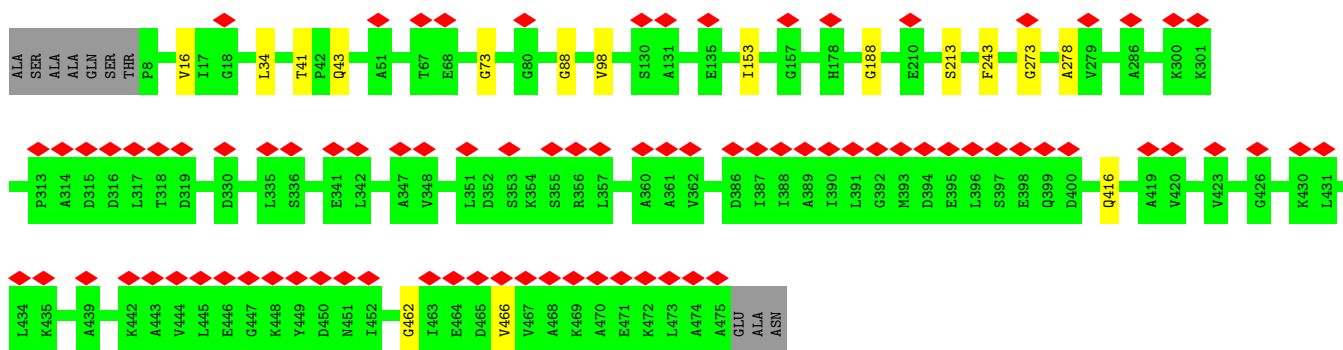 ALA SER ALA ALA GLN SER THR P8 V16 I17 G18 L34 T41 P42 Q43 A51 T67 E68 G73 G80 G88 V98 S130 A131 E135 I153 G157 H178 G188 E210 S213 F243 G273 A278 V279 A286 K300 K301
P313 A314 D315 D316 L317 T318 D319 D330 L335 S336 E341 L342 A347 V348 L351 D352 S353 K354 S355 R356 L357 A360 A361 V362 D386 I387 I388 A389 I390 L391 G392 M393 D394 E395 L396 S397 E398 Q399 D400 Q416 A419 V420 V423 G426 K430 L431
L434 K435 A439 K442 A443 V444 L445 E446 G447 K448 Y449 D450 N451 I452 G462 I463 E464 D465 V466 V467 A468 K469 A470 E471 K472 L473 A474 A475 GLU ALA ASN